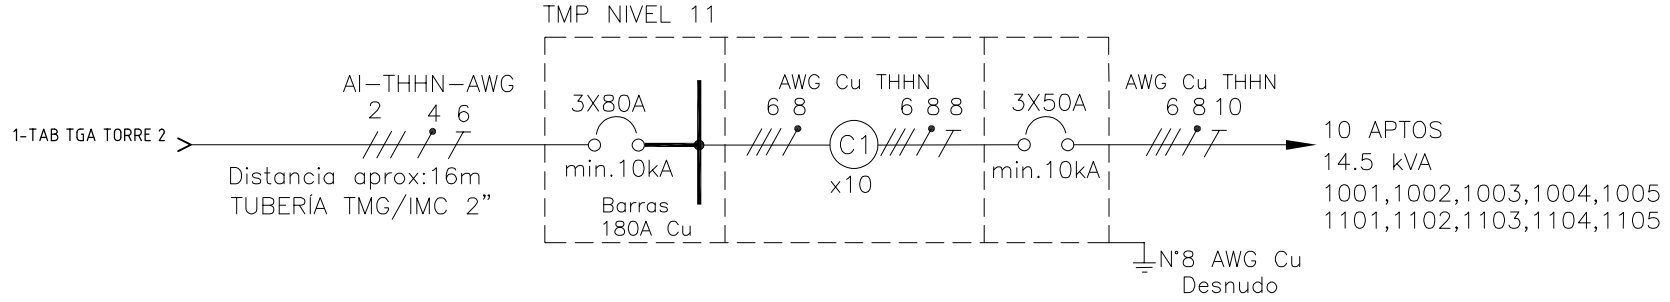 TMP NIVEL 11
1-TAB TGA TORRE 2
Al-THHN-AWG
2 4 6
Distancia aprox:16m
TUBERÍA TMG/IMC 2"
3X80A
min.10kA
Barras
180A Cu
AWG Cu THHN
6 8 6 8 8
C1
x10
3X50A
min.10kA
AWG Cu THHN
6 8 10
10 APTOS
14.5 kVA
1001,1002,1003,1004,1005
1101,1102,1103,1104,1105
N°8 AWG Cu
Desnudo